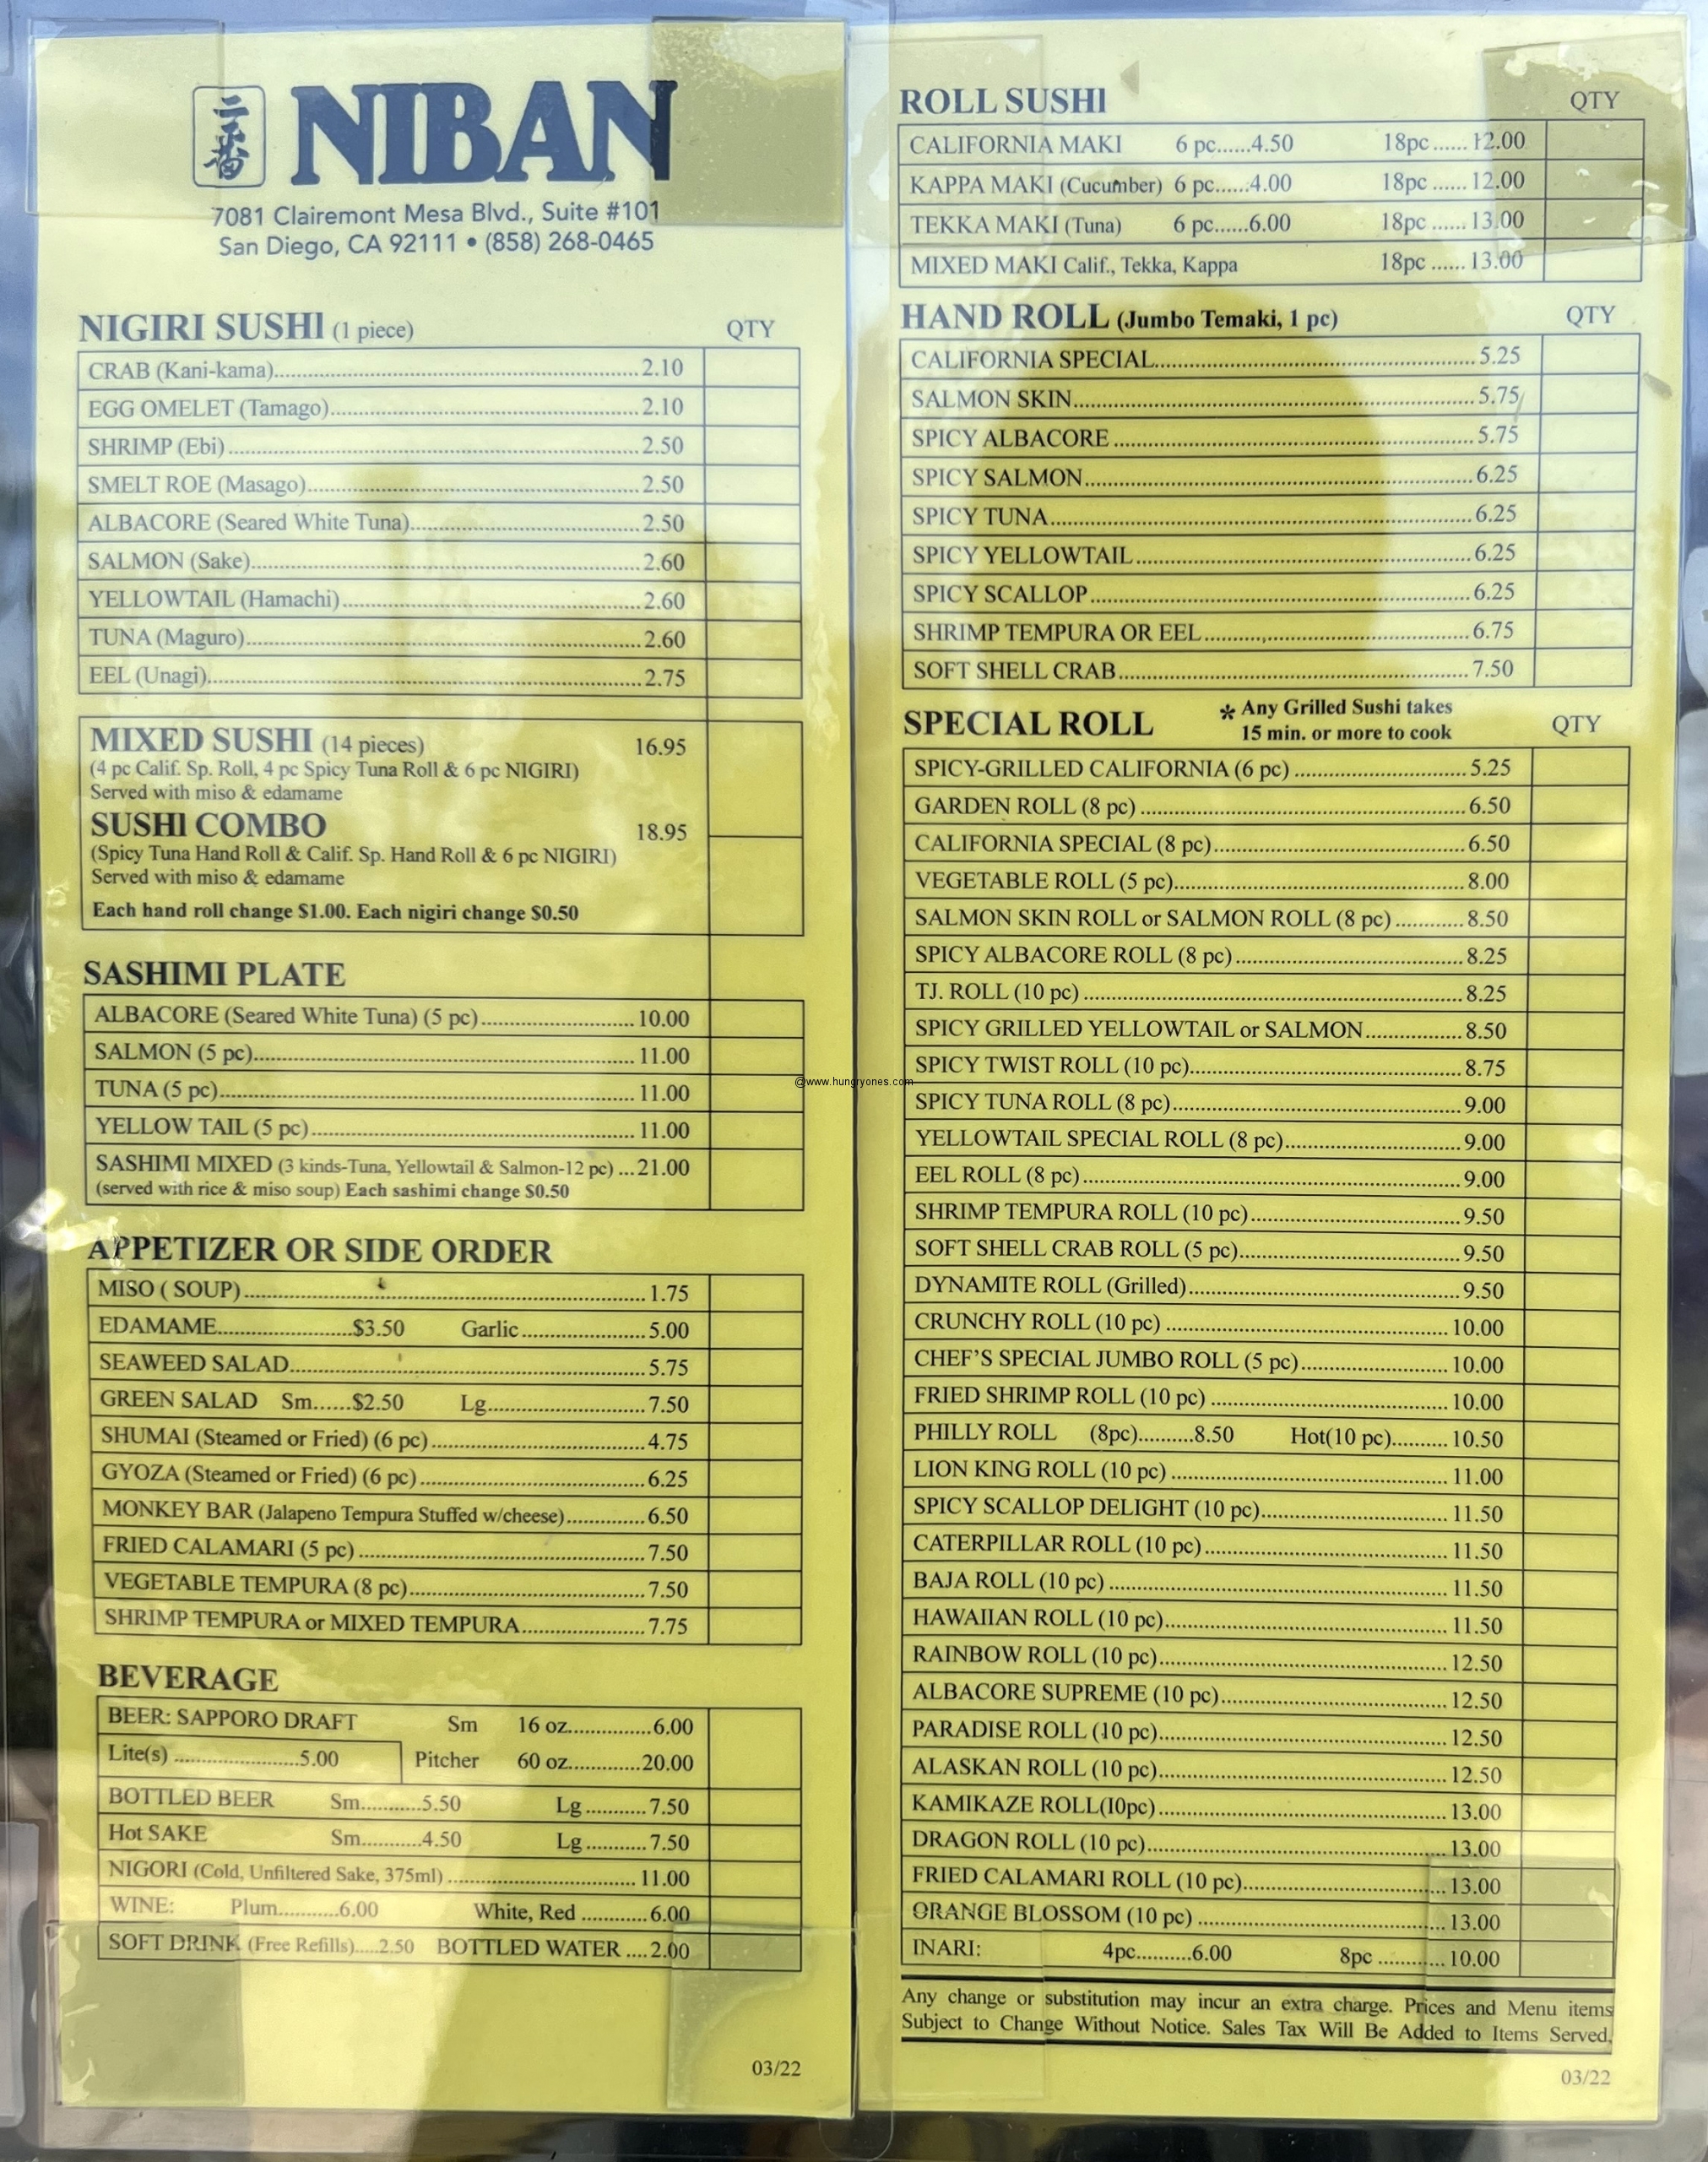 二番
NIBAN
7081 Clairemont Mesa Blvd., Suite #101
San Diego, CA 92111 • (858) 268-0465
NIGIRI SUSHI (1 piece) QTY
CRAB (Kani-kama)......2.10
EGG OMELET (Tamago)......2.10
SHRIMP (Ebi)......2.50
SMELT ROE (Masago)......2.50
ALBACORE (Seared White Tuna)......2.50
SALMON (Sake)......2.60
YELLOWTAIL (Hamachi)......2.60
TUNA (Maguro)......2.60
EEL (Unagi)......2.75
MIXED SUSHI (14 pieces) 16.95
(4 pc Calif. Sp. Roll, 4 pc Spicy Tuna Roll & 6 pc NIGIRI)
Served with miso & edamame
SUSHI COMBO 18.95
(Spicy Tuna Hand Roll & Calif. Sp. Hand Roll & 6 pc NIGIRI)
Served with miso & edamame
Each hand roll change $1.00. Each nigiri change $0.50
SASHIMI PLATE
ALBACORE (Seared White Tuna) (5 pc)......10.00
SALMON (5 pc)......11.00
TUNA (5 pc)......11.00
YELLOW TAIL (5 pc)......11.00
SASHIMI MIXED (3 kinds-Tuna, Yellowtail & Salmon-12 pc) ...21.00
(served with rice & miso soup) Each sashimi change $0.50
APPETIZER OR SIDE ORDER
MISO ( SOUP)......1.75
EDAMAME......$3.50 Garlic......5.00
SEAWEED SALAD......5.75
GREEN SALAD Sm......$2.50 Lg......7.50
SHUMAI (Steamed or Fried) (6 pc)......4.75
GYOZA (Steamed or Fried) (6 pc)......6.25
MONKEY BAR (Jalapeno Tempura Stuffed w/cheese)......6.50
FRIED CALAMARI (5 pc)......7.50
VEGETABLE TEMPURA (8 pc)......7.50
SHRIMP TEMPURA or MIXED TEMPURA......7.75
BEVERAGE
BEER: SAPPORO DRAFT Sm 16 oz......6.00
Lite(s)......5.00 Pitcher 60 oz......20.00
BOTTLED BEER Sm......5.50 Lg......7.50
Hot SAKE Sm......4.50 Lg......7.50
NIGORI (Cold, Unfiltered Sake, 375ml)......11.00
WINE: Plum......6.00 White, Red......6.00
SOFT DRINK (Free Refills).....2.50 BOTTLED WATER ....2.00
03/22
ROLL SUSHI QTY
CALIFORNIA MAKI 6 pc......4.50 18pc......12.00
KAPPA MAKI (Cucumber) 6 pc......4.00 18pc......12.00
TEKKA MAKI (Tuna) 6 pc......6.00 18pc......13.00
MIXED MAKI Calif., Tekka, Kappa 18pc......13.00
HAND ROLL (Jumbo Temaki, 1 pc) QTY
CALIFORNIA SPECIAL......5.25
SALMON SKIN......5.75
SPICY ALBACORE......5.75
SPICY SALMON......6.25
SPICY TUNA......6.25
SPICY YELLOWTAIL......6.25
SPICY SCALLOP......6.25
SHRIMP TEMPURA OR EEL......6.75
SOFT SHELL CRAB......7.50
SPECIAL ROLL * Any Grilled Sushi takes
15 min. or more to cook QTY
SPICY-GRILLED CALIFORNIA (6 pc)......5.25
GARDEN ROLL (8 pc)......6.50
CALIFORNIA SPECIAL (8 pc)......6.50
VEGETABLE ROLL (5 pc)......8.00
SALMON SKIN ROLL or SALMON ROLL (8 pc)......8.50
SPICY ALBACORE ROLL (8 pc)......8.25
TJ. ROLL (10 pc)......8.25
SPICY GRILLED YELLOWTAIL or SALMON......8.50
SPICY TWIST ROLL (10 pc)......8.75
@www.hungryones.com
SPICY TUNA ROLL (8 pc)......9.00
YELLOWTAIL SPECIAL ROLL (8 pc)......9.00
EEL ROLL (8 pc)......9.00
SHRIMP TEMPURA ROLL (10 pc)......9.50
SOFT SHELL CRAB ROLL (5 pc)......9.50
DYNAMITE ROLL (Grilled)......9.50
CRUNCHY ROLL (10 pc)......10.00
CHEF'S SPECIAL JUMBO ROLL (5 pc)......10.00
FRIED SHRIMP ROLL (10 pc)......10.00
PHILLY ROLL (8pc)......8.50 Hot(10 pc)......10.50
LION KING ROLL (10 pc)......11.00
SPICY SCALLOP DELIGHT (10 pc)......11.50
CATERPILLAR ROLL (10 pc)......11.50
BAJA ROLL (10 pc)......11.50
HAWAIIAN ROLL (10 pc)......11.50
RAINBOW ROLL (10 pc)......12.50
ALBACORE SUPREME (10 pc)......12.50
PARADISE ROLL (10 pc)......12.50
ALASKAN ROLL (10 pc)......12.50
KAMIKAZE ROLL(10pc)......13.00
DRAGON ROLL (10 pc)......13.00
FRIED CALAMARI ROLL (10 pc)......13.00
ORANGE BLOSSOM (10 pc)......13.00
INARI: 4pc......6.00 8pc......10.00
Any change or substitution may incur an extra charge. Prices and Menu items
Subject to Change Without Notice. Sales Tax Will Be Added to Items Served.
03/22